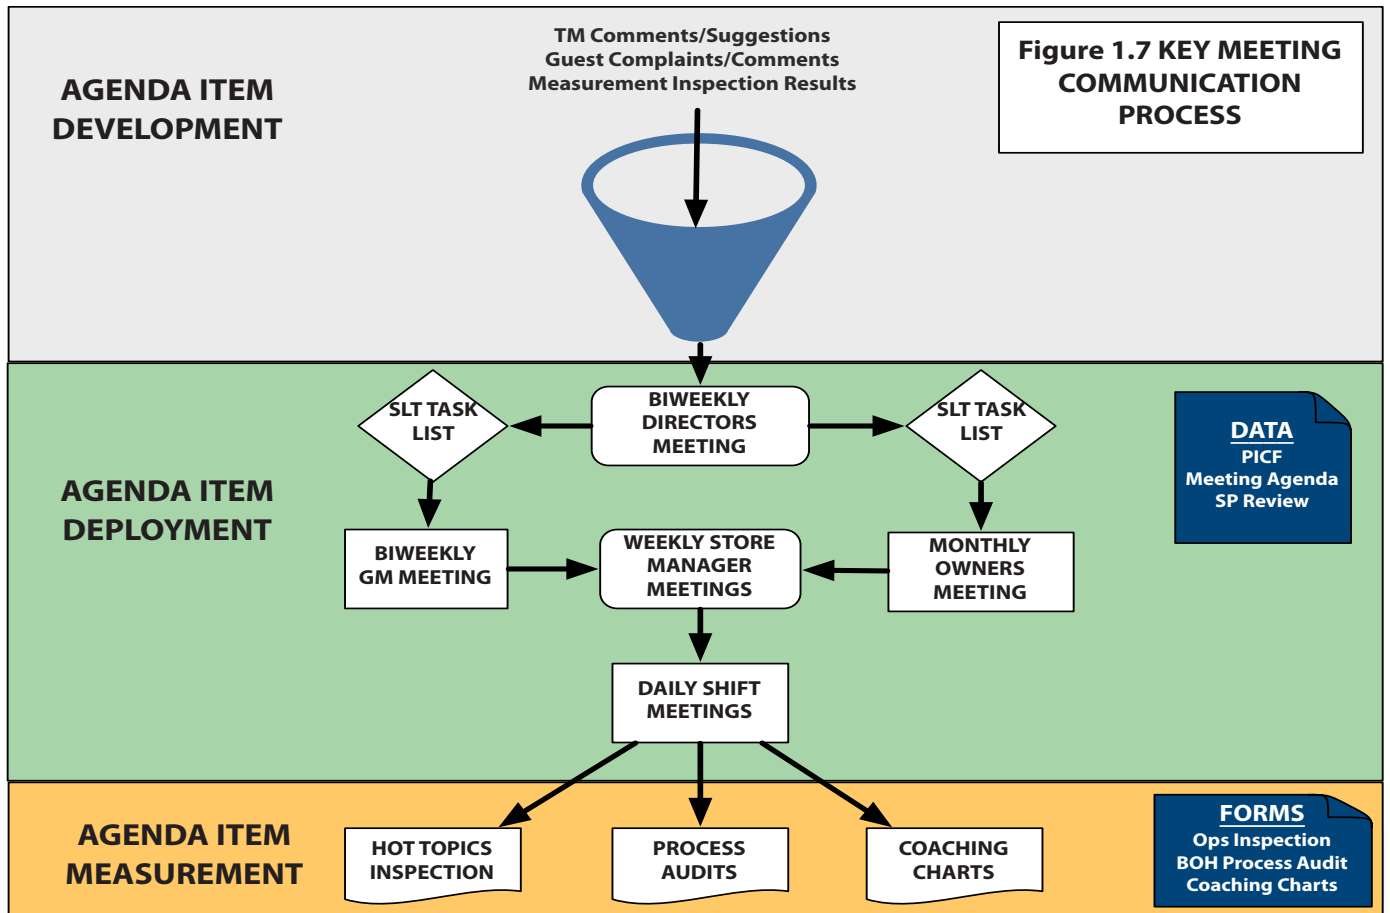 TM Comments/Suggestions
Guest Complaints/Comments
Measurement Inspection Results
Figure 1.7 KEY MEETING
COMMUNICATION
PROCESS
AGENDA ITEM
DEVELOPMENT
SLT TASK
LIST
BIWEEKLY
DIRECTORS
MEETING
SLT TASK
LIST
DATA
PICF
Meeting Agenda
SP Review
AGENDA ITEM
DEPLOYMENT
BIWEEKLY
GM MEETING
WEEKLY STORE
MANAGER
MEETINGS
MONTHLY
OWNERS
MEETING
DAILY SHIFT
MEETINGS
AGENDA ITEM
MEASUREMENT
HOT TOPICS
INSPECTION
PROCESS
AUDITS
COACHING
CHARTS
FORMS
Ops Inspection
BOH Process Audit
Coaching Charts